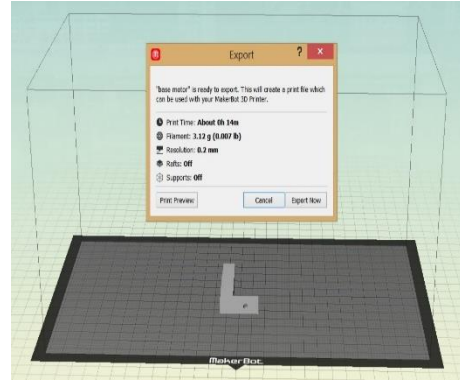 Export
?
x
"base motor" is ready to export. This will create a print file which
can be used with your MakerBot 3D Printer.
Print Time: About 0h 14m
Filament: 3.12 g (0.007 lb)
Resolution: 0.2 mm
Rafts: Off
Supports: Off
Print Preview
Cancel
Export Now
MakerBot.